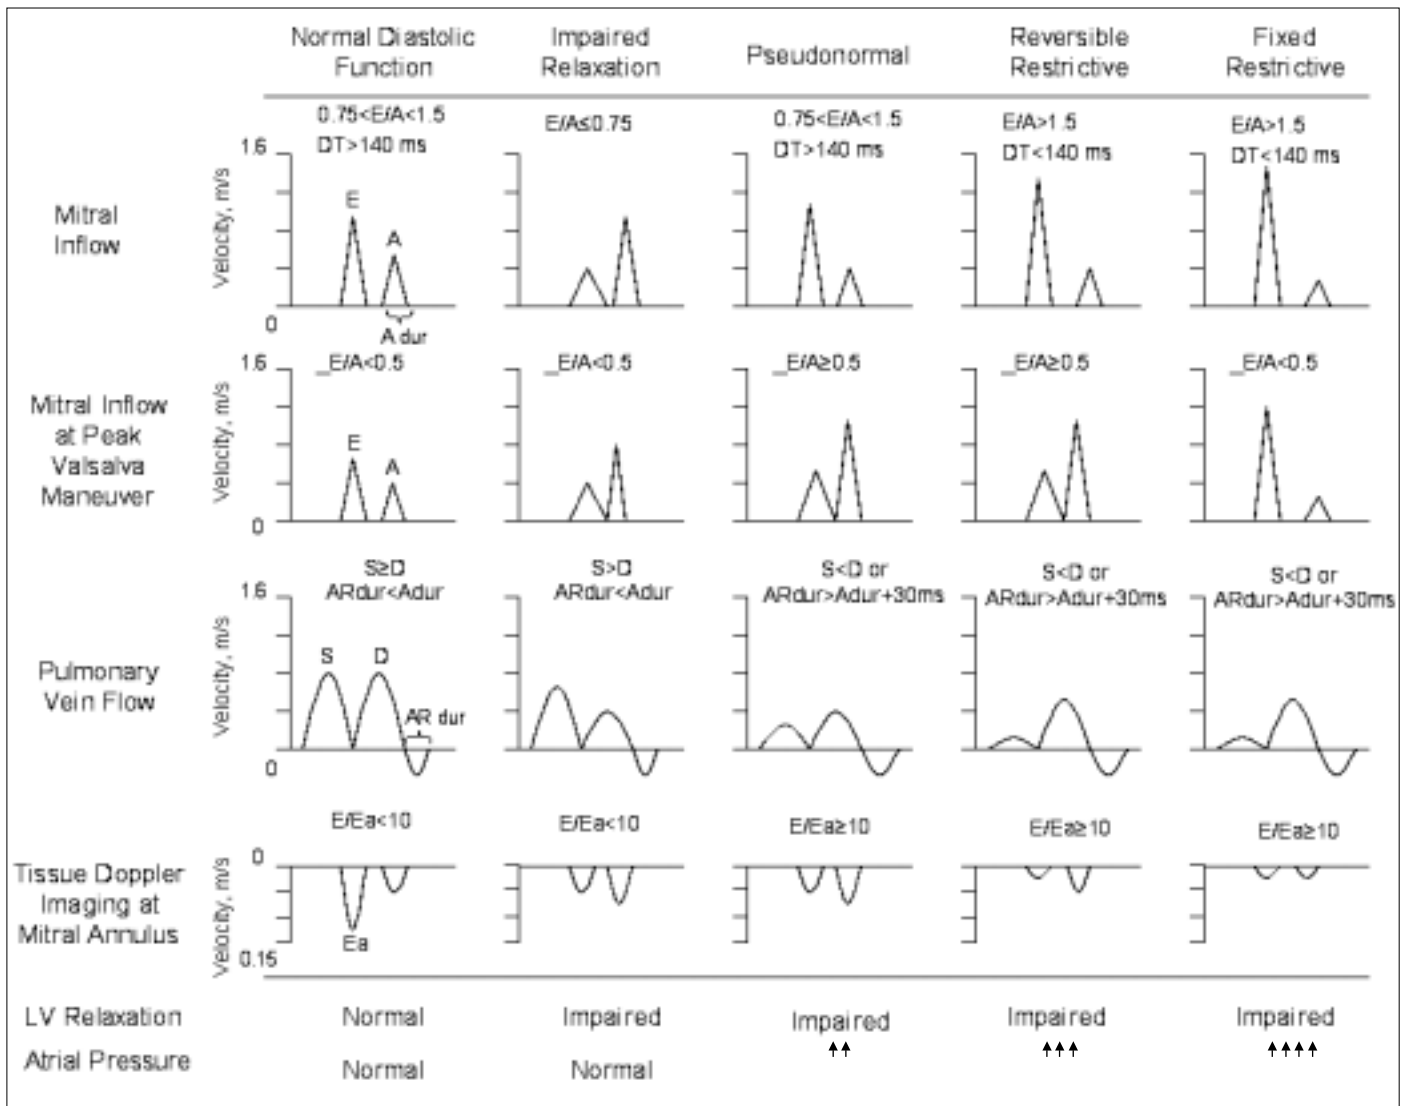 Normal Diastolic
Function
Impaired
Relaxation
Pseudonormal
Reversible
Restrictive
Fixed
Restrictive
Mitral
Inflow
Velocity, m/s
1.6
0
0.75<E/A<1.5
DT>140 ms
E
A
A dur
E/A≤0.75
0.75<E/A<1.5
DT>140 ms
E/A>1.5
DT<140 ms
E/A>1.5
DT<140 ms
Mitral Inflow
at Peak
Valsalva
Maneuver
Velocity, m/s
1.6
0
_E/A<0.5
E
A
_E/A<0.5
_E/A≥0.5
_E/A≥0.5
_E/A<0.5
Pulmonary
Vein Flow
Velocity, m/s
1.6
0
S≥D
ARdur<Adur
S
D
AR dur
S>D
ARdur<Adur
S<D or
ARdur>Adur+30ms
S<D or
ARdur>Adur+30ms
S<D or
ARdur>Adur+30ms
Tissue Doppler
Imaging at
Mitral Annulus
Velocity, m/s
0
0.15
E/Ea<10
Ea
E/Ea<10
E/Ea≥10
E/Ea≥10
E/Ea≥10
LV Relaxation
Normal
Impaired
Impaired
Impaired
Impaired
Atrial Pressure
Normal
Normal
↑↑
↑↑↑
↑↑↑↑